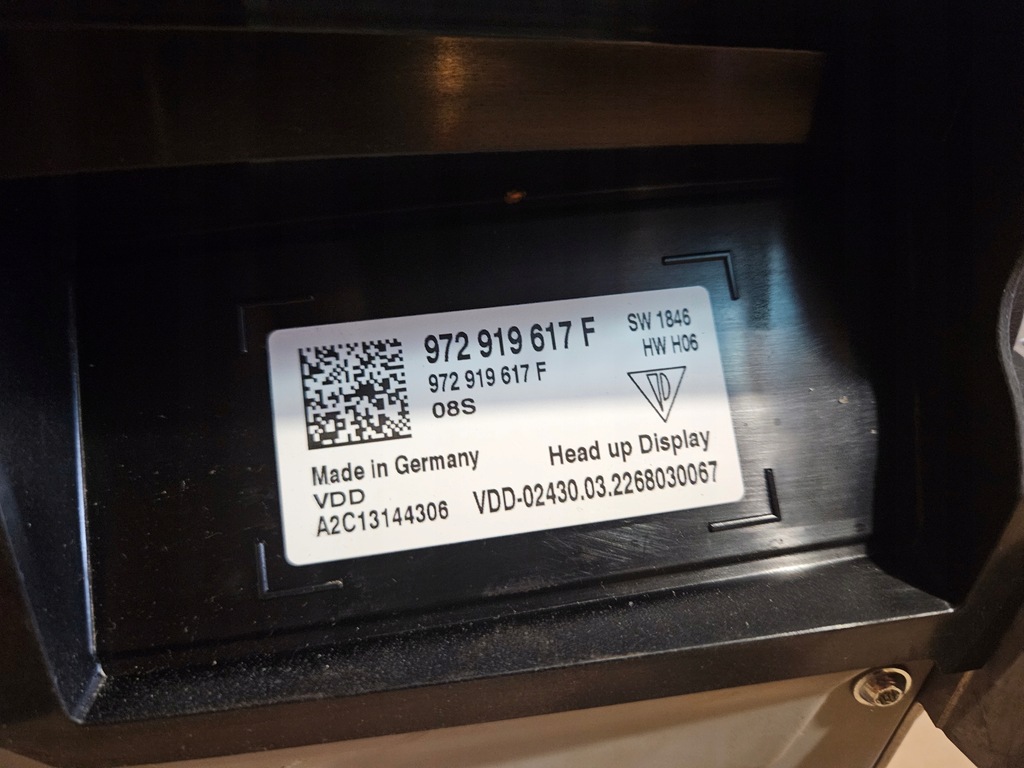 972 919 617 F
972 919 617 F
08S
SW 1846
HW H06
Made in Germany
VDD
A2C13144306
Head up Display
VDD-02430.03.2268030067